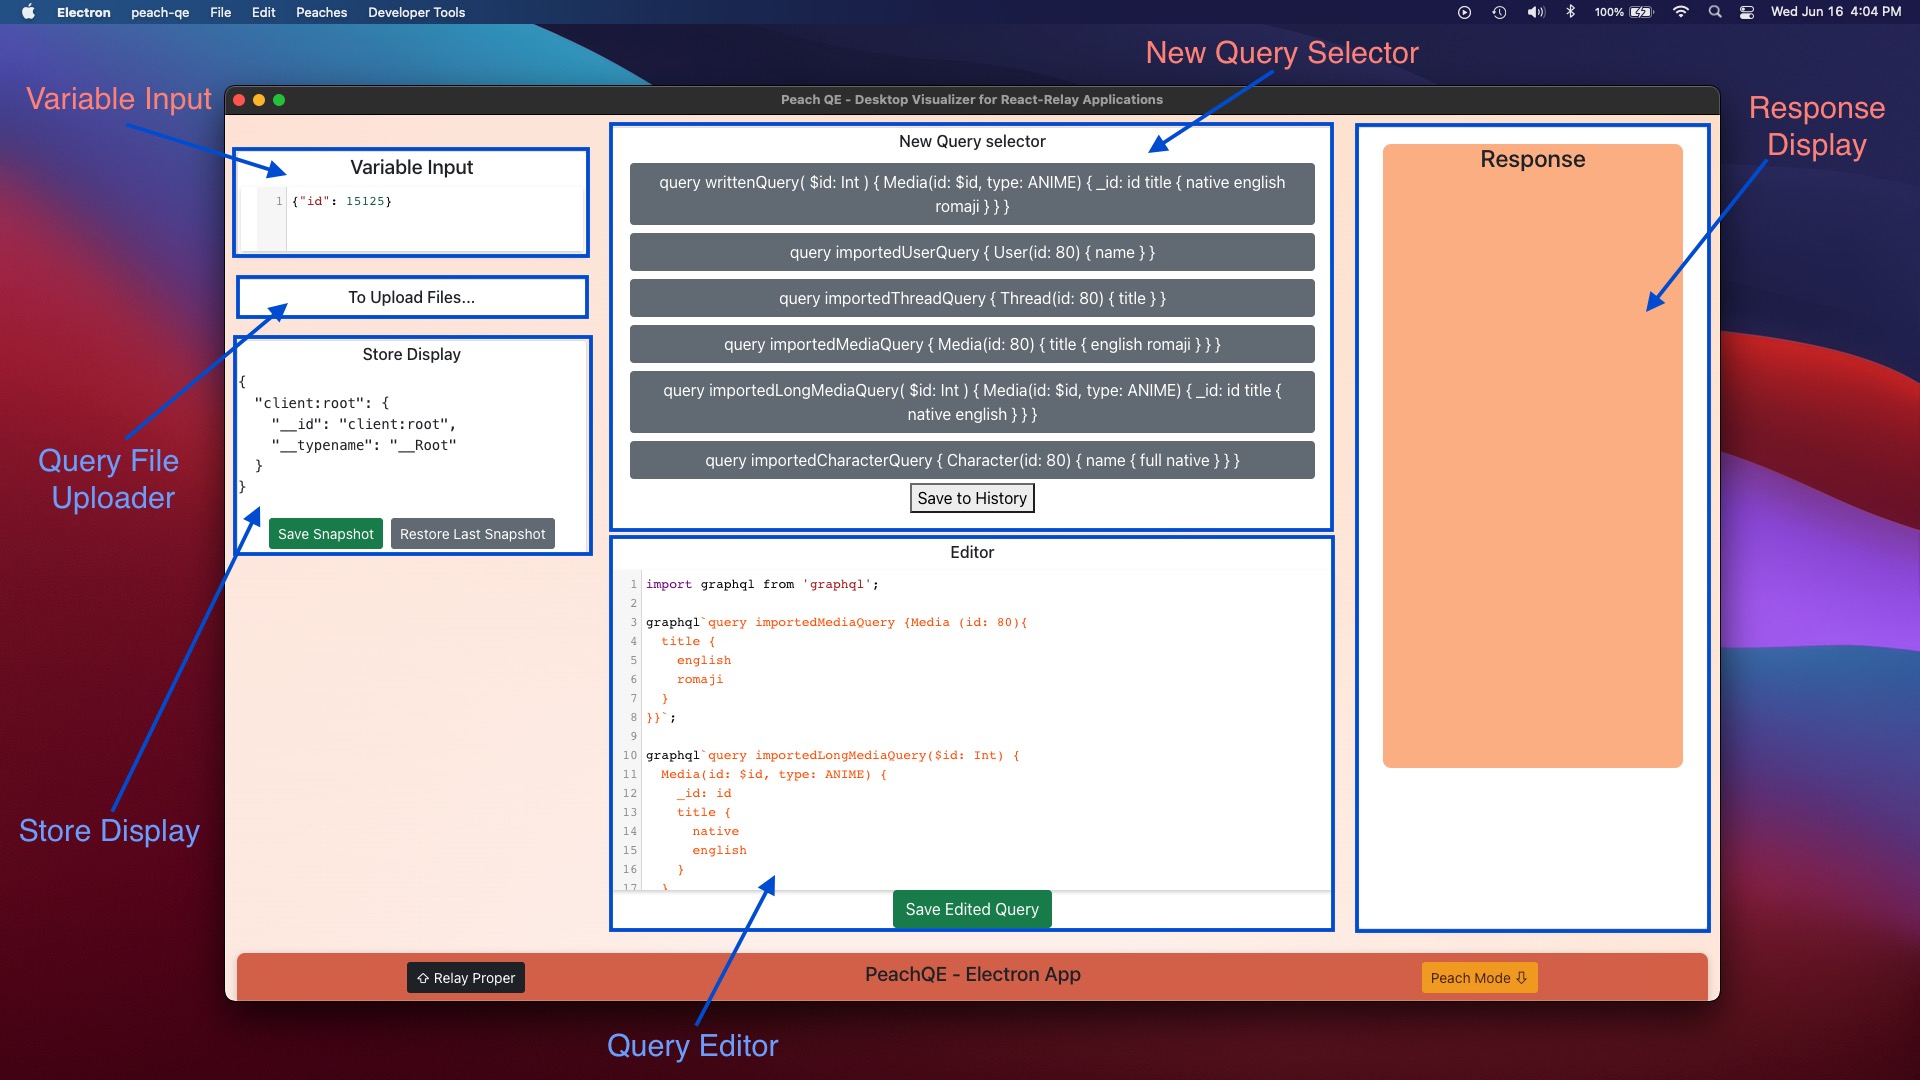 Electron peach-qe File Edit Peaches Developer Tools
100% Wed Jun 16 4:04 PM
New Query Selector
Variable Input
Response
Display
Peach QE - Desktop Visualizer for React-Relay Applications
Variable Input
1 {"id": 15125}
To Upload Files...
Store Display
{
"client:root": {
"__id": "client:root",
"__typename": "__Root"
}
}
Save Snapshot Restore Last Snapshot
Query File
Uploader
Store Display
New Query selector
query writtenQuery( $id: Int ) { Media(id: $id, type: ANIME) { _id: id title { native english
romaji } } }
query importedUserQuery { User(id: 80) { name } }
query importedThreadQuery { Thread(id: 80) { title } }
query importedMediaQuery { Media(id: 80) { title { english romaji } } }
query importedLongMediaQuery( $id: Int ) { Media(id: $id, type: ANIME) { _id: id title {
native english } } }
query importedCharacterQuery { Character(id: 80) { name { full native } } }
Save to History
Editor
1 import graphql from 'graphql';
2
3 graphql`query importedMediaQuery {Media (id: 80){
4 title {
5 english
6 romaji
7 }
8 }}`;
9
10 graphql`query importedLongMediaQuery($id: Int) {
11 Media(id: $id, type: ANIME) {
12 _id: id
13 title {
14 native
15 english
16 }
17 }
Save Edited Query
Response
Relay Proper
PeachQE - Electron App
Peach Mode
Query Editor